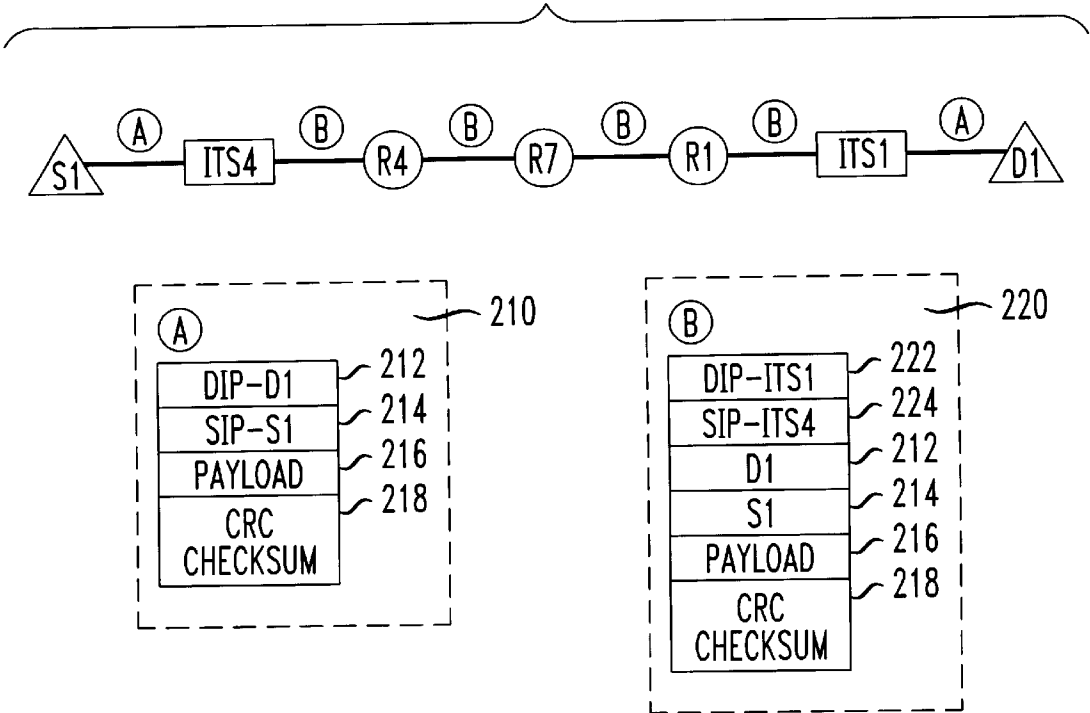 A B B B B A
S1 ITS4 R4 R7 R1 ITS1 D1
210
A
DIP-D1 212
SIP-S1 214
PAYLOAD 216
CRC 218
CHECKSUM
220
B
DIP-ITS1 222
SIP-ITS4 224
D1 212
S1 214
PAYLOAD 216
CRC 218
CHECKSUM